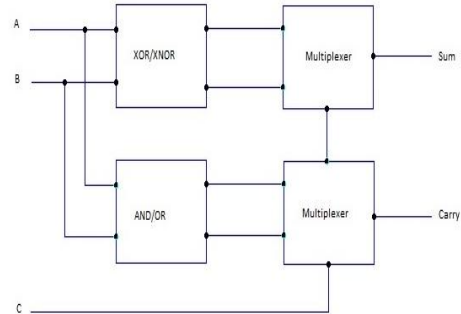 A
XOR/XNOR
Multiplexer
Sum
B
AND/OR
Multiplexer
Carry
C